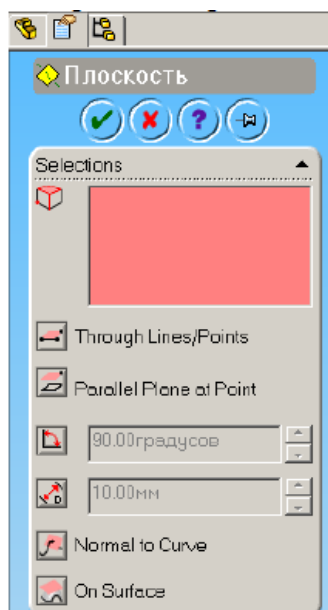 Плоскость
Selections
Through Lines/Points
Parallel Plane at Point
90.00градусов
10.00мм
Normal to Curve
On Surface